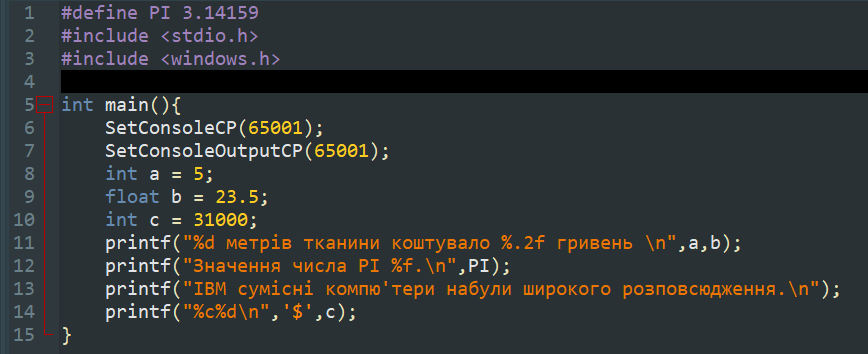 1 #define PI 3.14159
2 #include <stdio.h>
3 #include <windows.h>
4
5 int main(){
6 SetConsoleCP(65001);
7 SetConsoleOutputCP(65001);
8 int a = 5;
9 float b = 23.5;
10 int c = 31000;
11 printf("%d метрів тканини коштувало %.2f гривень \n",a,b);
12 printf("Значення числа PI %f.\n",PI);
13 printf("IBM сумісні компю'тери набули широкого розповсюдження.\n");
14 printf("%c%d\n",'$',c);
15 }